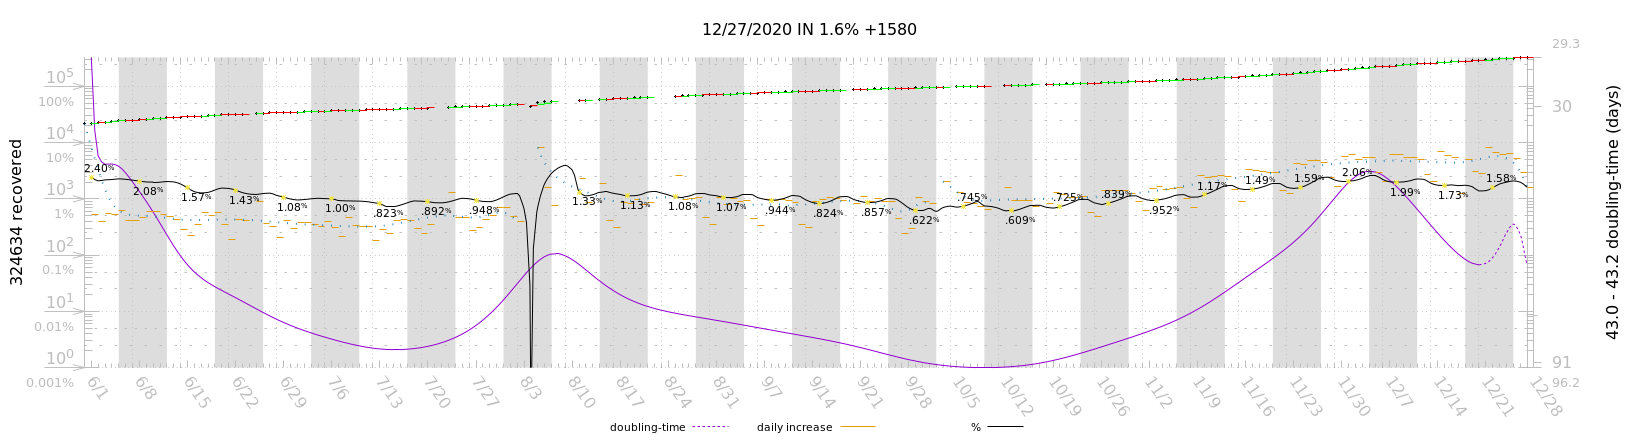 12/27/2020 IN 1.6% +1580
29.3
10⁵
100%
30
10⁴
10%
10³
1%
10²
0.1%
10¹
0.01%
10⁰
0.001%
91
96.2
324634 recovered
43.0 - 43.2 doubling-time (days)
2.40% 2.08% 1.57% 1.43% 1.08% 1.00% .823% .892% .948% 1.33% 1.13% 1.08% 1.07% .944% .824% .857% .622% .745% .609% .725% .839% .952% 1.17% 1.49% 1.59% 2.06% 1.99% 1.73% 1.58%
6/1 6/8 6/15 6/22 6/29 7/6 7/13 7/20 7/27 8/3 8/10 8/17 8/24 8/31 9/7 9/14 9/21 9/28 10/5 10/12 10/19 10/26 11/2 11/9 11/16 11/23 11/30 12/7 12/14 12/21 12/28
doubling-time daily increase %